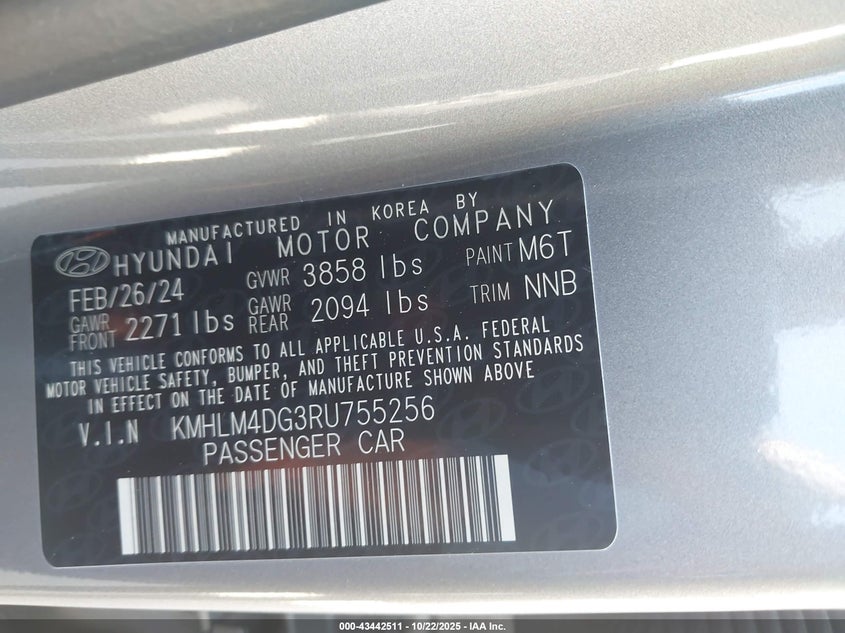 MANUFACTURED IN KOREA BY
HYUNDAI MOTOR COMPANY
FEB/26/24 GVWR 3858 lbs PAINT M6T
GAWR FRONT 2271 lbs GAWR REAR 2094 lbs TRIM NNB
THIS VEHICLE CONFORMS TO ALL APPLICABLE U.S.A. FEDERAL
MOTOR VEHICLE SAFETY, BUMPER, AND THEFT PREVENTION STANDARDS
IN EFFECT ON THE DATE OF MANUFACTURE SHOWN ABOVE
V.I.N KMHLM4DG3RU755256
PASSENGER CAR
000-43442511 - 10/22/2025 - IAA Inc.